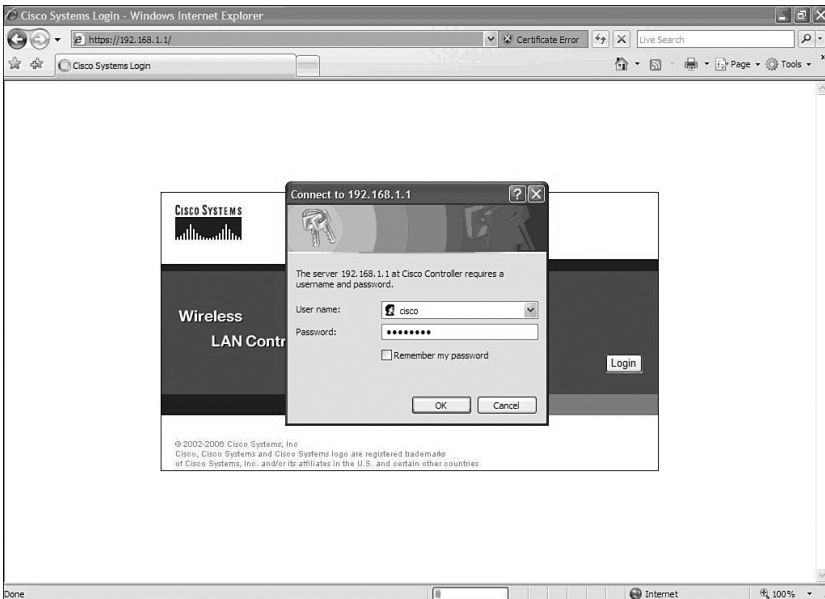 Cisco Systems Login - Windows Internet Explorer
https://192.168.1.1/
Certificate Error
Live Search
Cisco Systems Login
Page
Tools
CISCO SYSTEMS
Wireless
LAN Contr
Login
Connect to 192.168.1.1
The server 192.168.1.1 at Cisco Controller requires a
username and password.
User name:
cisco
Password:
••••••••
Remember my password
OK
Cancel
© 2002-2006 Cisco Systems, Inc
Cisco, Cisco Systems and Cisco Systems logo are registered trademarks
of Cisco Systems, Inc. and/or its affiliates in the U.S. and certain other countries
Done
Internet
100%